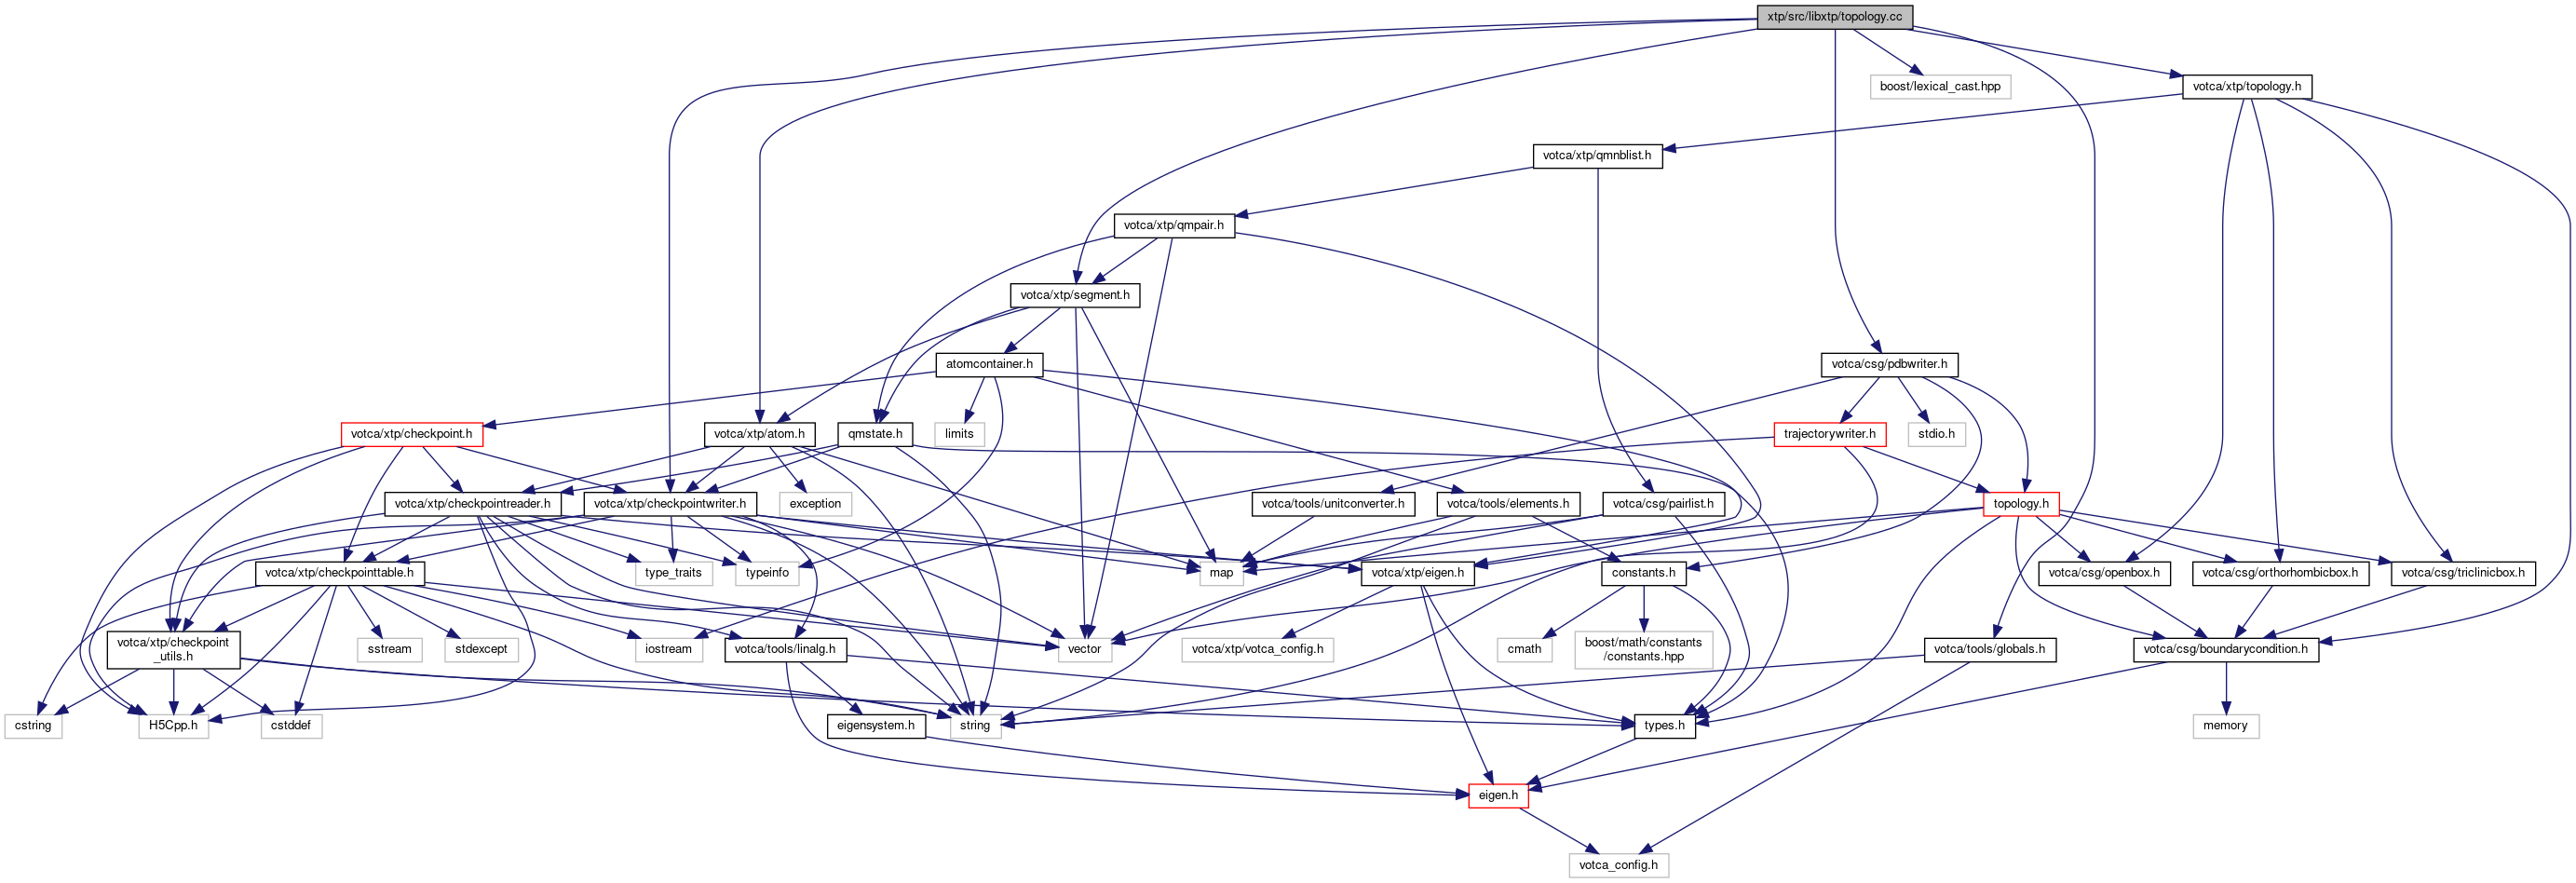 xtp/src/libxtp/topology.cc
boost/lexical_cast.hpp
votca/xtp/topology.h
votca/xtp/qmnblist.h
votca/xtp/qmpair.h
votca/xtp/segment.h
atomcontainer.h
votca/csg/pdbwriter.h
votca/xtp/checkpoint.h
votca/xtp/atom.h
qmstate.h
limits
trajectorywriter.h
stdio.h
votca/xtp/checkpointreader.h
votca/xtp/checkpointwriter.h
exception
votca/tools/unitconverter.h
votca/tools/elements.h
votca/csg/pairlist.h
topology.h
votca/xtp/checkpointtable.h
type_traits
typeinfo
map
votca/xtp/eigen.h
constants.h
votca/csg/openbox.h
votca/csg/orthorhombicbox.h
votca/csg/triclinicbox.h
votca/xtp/checkpoint
_utils.h
sstream
stdexcept
iostream
votca/tools/linalg.h
vector
votca/xtp/votca_config.h
cmath
boost/math/constants
/constants.hpp
votca/tools/globals.h
votca/csg/boundarycondition.h
cstring
H5Cpp.h
cstddef
eigensystem.h
string
types.h
memory
eigen.h
votca_config.h